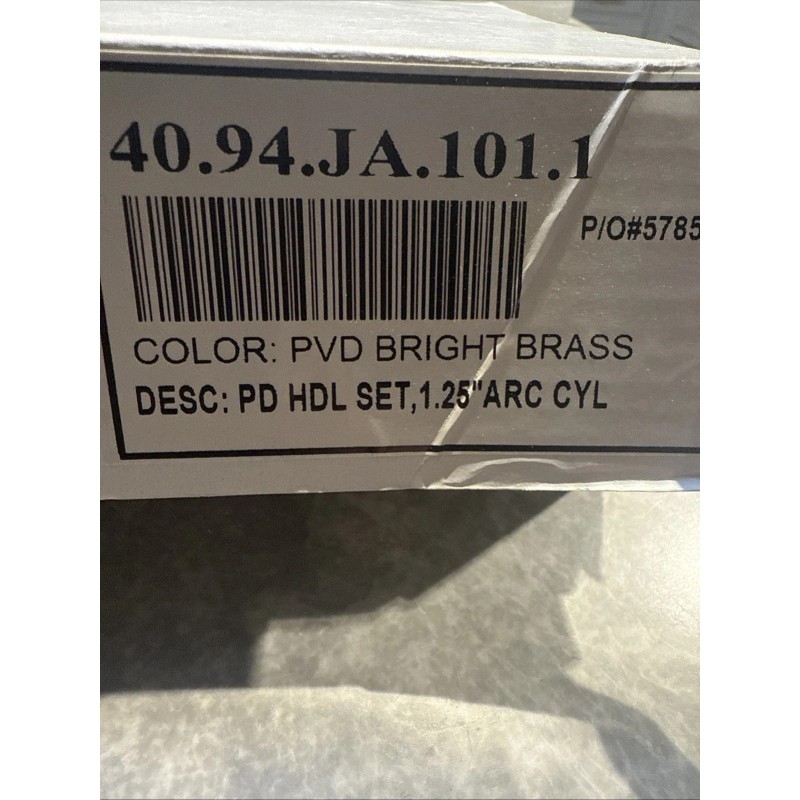 40.94.JA.101.1
P/O#5785
COLOR: PVD BRIGHT BRASS
DESC: PD HDL SET,1.25"ARC CYL